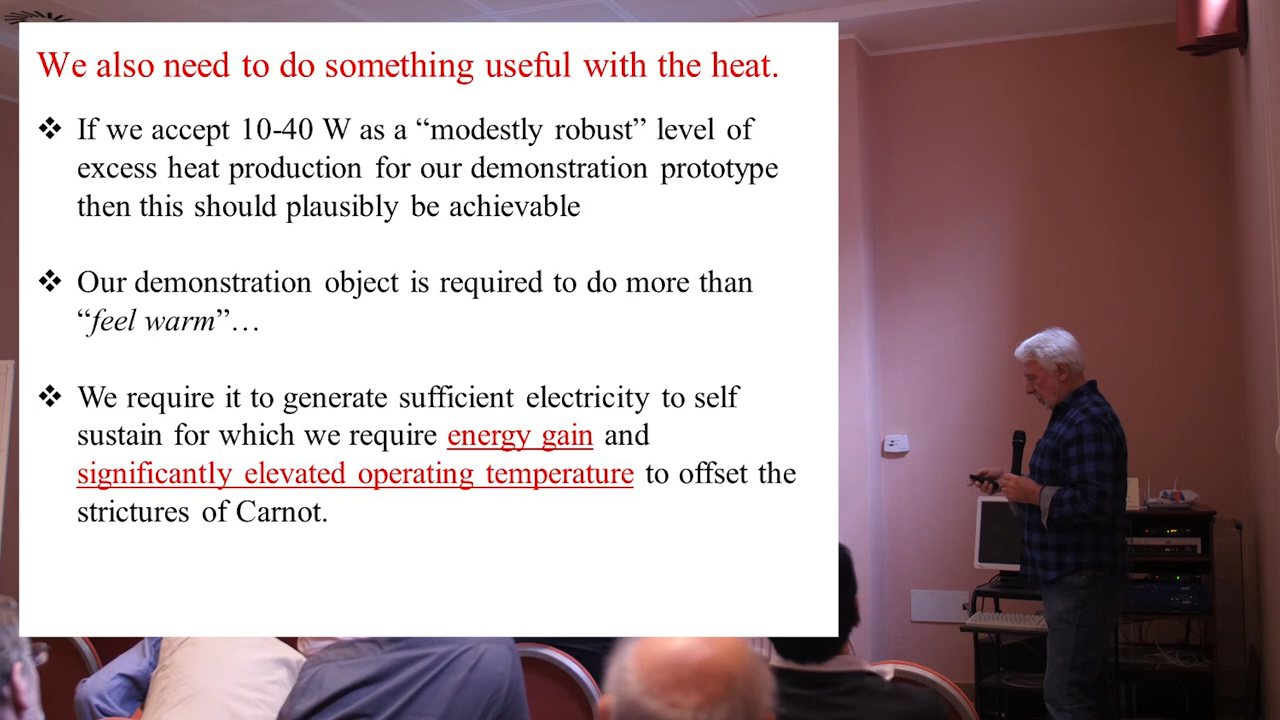 We also need to do something useful with the heat.
❖ If we accept 10-40 W as a “modestly robust” level of
excess heat production for our demonstration prototype
then this should plausibly be achievable
❖ Our demonstration object is required to do more than
“feel warm”…
❖ We require it to generate sufficient electricity to self
sustain for which we require energy gain and
significantly elevated operating temperature to offset the
strictures of Carnot.